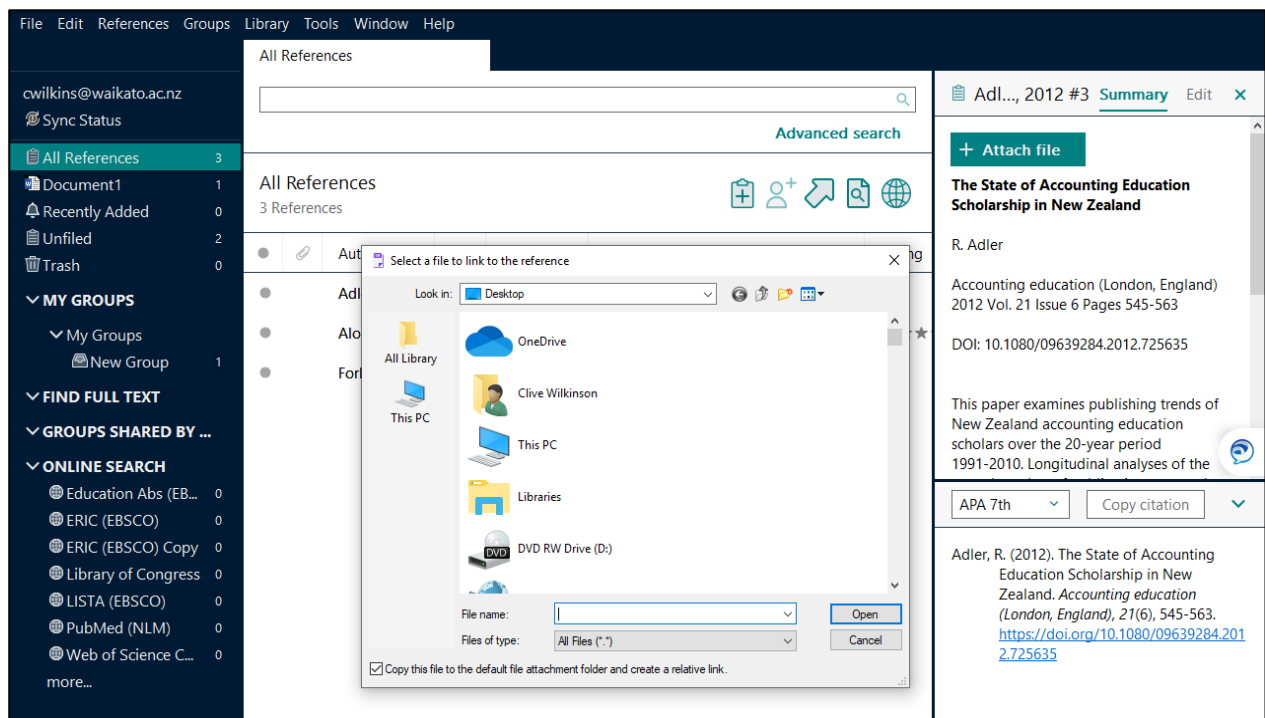 File Edit References Groups Library Tools Window Help
All References
cwilkins@waikato.ac.nz
Sync Status
All References 3
Document1 1
Recently Added 0
Unfiled 2
Trash 0
MY GROUPS
My Groups
New Group 1
FIND FULL TEXT
GROUPS SHARED BY ...
ONLINE SEARCH
Education Abs (EB... 0
ERIC (EBSCO) 0
ERIC (EBSCO) Copy 0
Library of Congress 0
LISTA (EBSCO) 0
PubMed (NLM) 0
Web of Science C... 0
more...
Advanced search
All References
3 References
Aut
ng
Adl
Alo
Forl
Select a file to link to the reference
Look in: Desktop
All Library
This PC
OneDrive
Clive Wilkinson
This PC
Libraries
DVD
DVD RW Drive (D:)
File name:
Open
Files of type: All Files (*.*)
Cancel
Copy this file to the default file attachment folder and create a relative link.
Adl..., 2012 #3 Summary Edit
+ Attach file
The State of Accounting Education
Scholarship in New Zealand
R. Adler
Accounting education (London, England)
2012 Vol. 21 Issue 6 Pages 545-563
DOI: 10.1080/09639284.2012.725635
This paper examines publishing trends of
New Zealand accounting education
scholars over the 20-year period
1991-2010. Longitudinal analyses of the
APA 7th
Copy citation
Adler, R. (2012). The State of Accounting
Education Scholarship in New
Zealand. Accounting education
(London, England), 21(6), 545-563.
https://doi.org/10.1080/09639284.201
2.725635